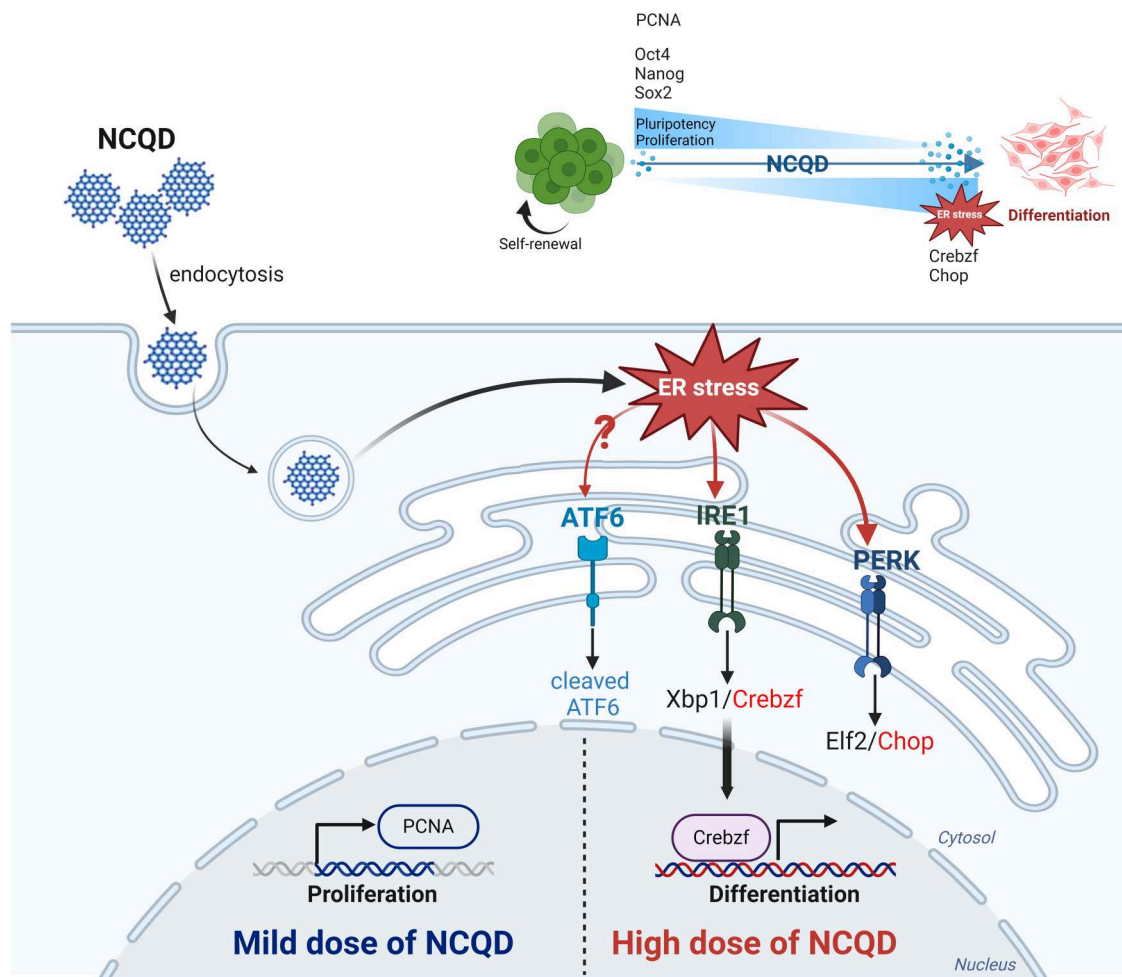 PCNA
Oct4
Nanog
Sox2
Pluripotency
Proliferation
NCQD
Self-renewal
ER stress
Differentiation
Crebzf
Chop
NCQD
endocytosis
ER stress
?
ATF6
IRE1
PERK
cleaved
ATF6
Xbp1/Crebzf
Elf2/Chop
PCNA
Proliferation
Crebzf
Differentiation
Cytosol
Mild dose of NCQD
High dose of NCQD
Nucleus